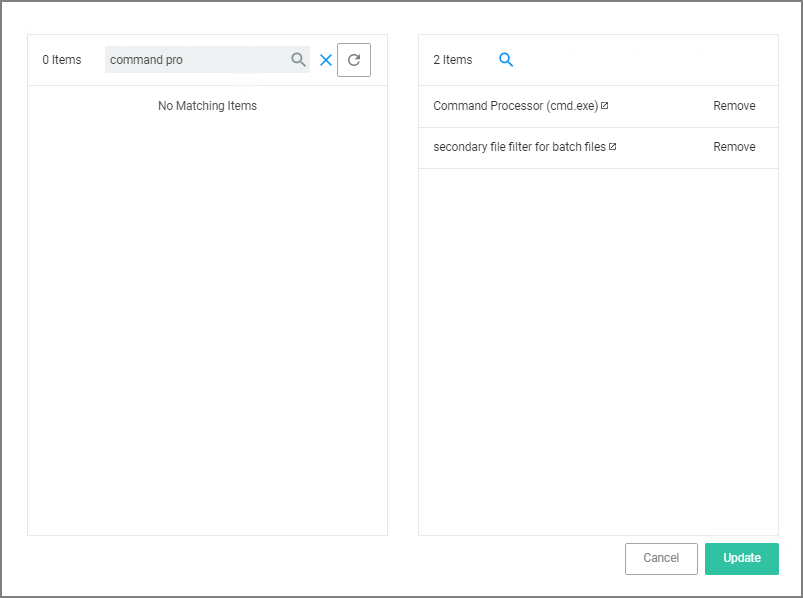 0 Items
command pro
No Matching Items
2 Items
Command Processor (cmd.exe)
Remove
secondary file filter for batch files
Remove
Cancel
Update